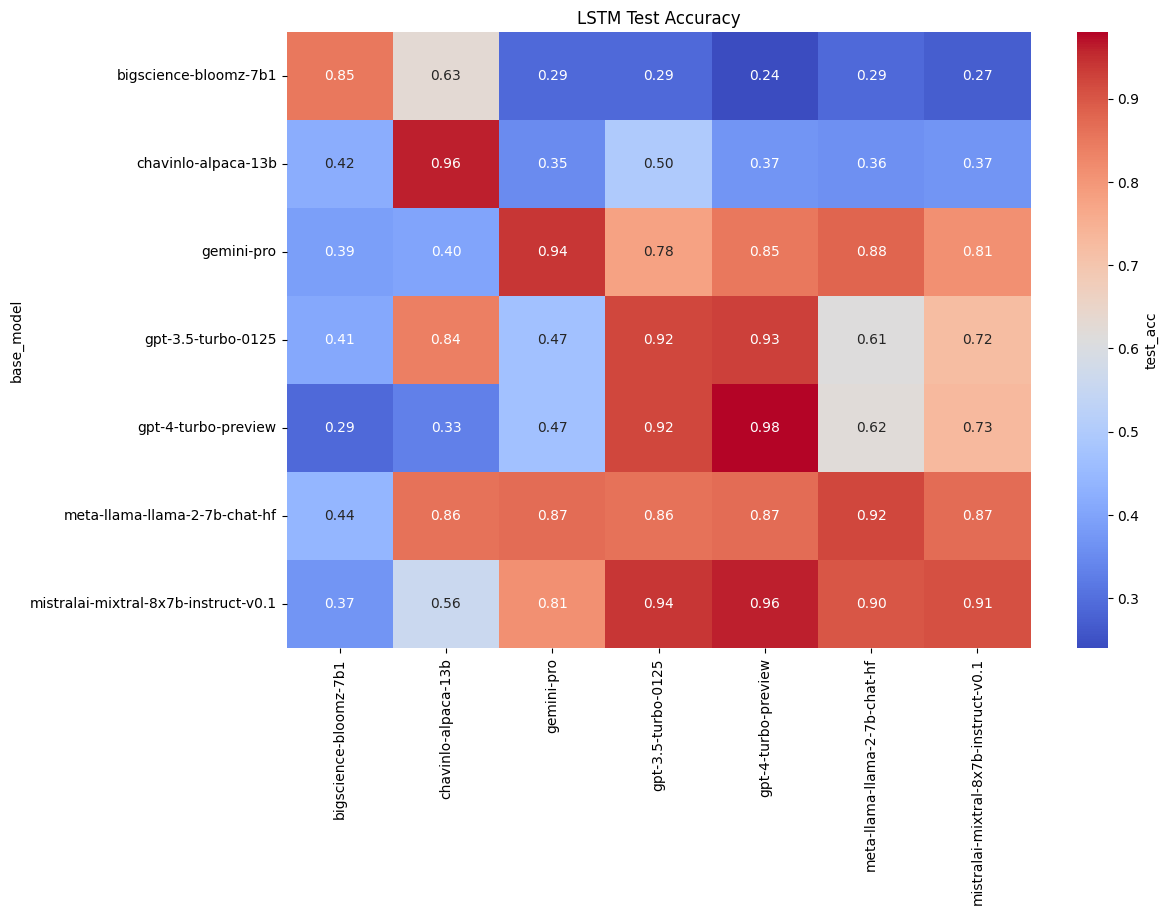 LSTM Test Accuracy
base_model
bigscience-bloomz-7b1 0.85 0.63 0.29 0.29 0.24 0.29 0.27
chavinlo-alpaca-13b 0.42 0.96 0.35 0.50 0.37 0.36 0.37
gemini-pro 0.39 0.40 0.94 0.78 0.85 0.88 0.81
gpt-3.5-turbo-0125 0.41 0.84 0.47 0.92 0.93 0.61 0.72
gpt-4-turbo-preview 0.29 0.33 0.47 0.92 0.98 0.62 0.73
meta-llama-llama-2-7b-chat-hf 0.44 0.86 0.87 0.86 0.87 0.92 0.87
mistralai-mixtral-8x7b-instruct-v0.1 0.37 0.56 0.81 0.94 0.96 0.90 0.91
bigscience-bloomz-7b1
chavinlo-alpaca-13b
gemini-pro
gpt-3.5-turbo-0125
gpt-4-turbo-preview
meta-llama-llama-2-7b-chat-hf
mistralai-mixtral-8x7b-instruct-v0.1
0.9
0.8
0.7
0.6
0.5
0.4
0.3
test_acc